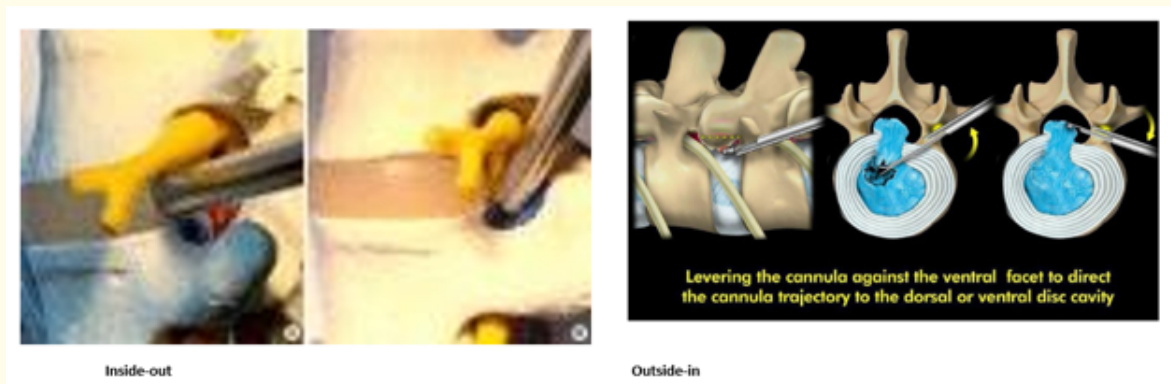 Levering the cannula against the ventral facet to direct
the cannula trajectory to the dorsal or ventral disc cavity
Inside-out
Outside-in